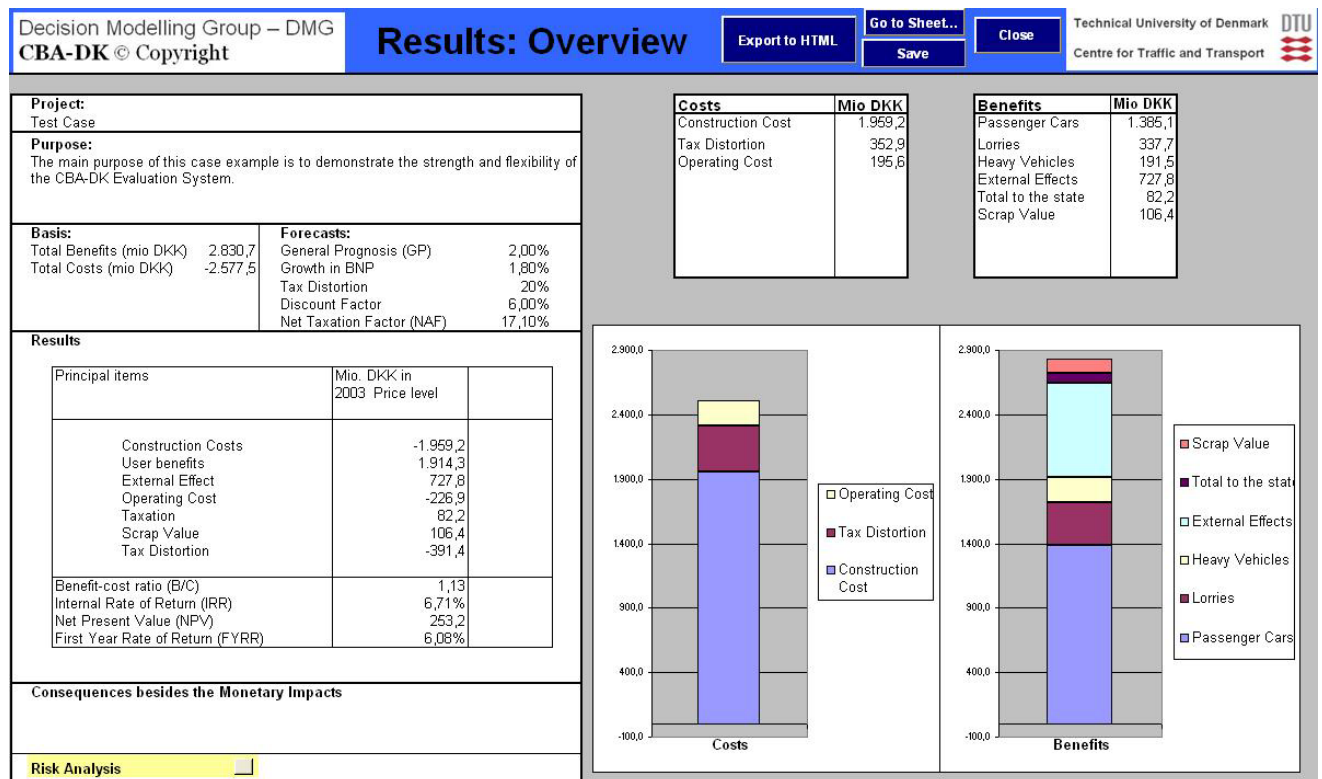 Decision Modelling Group – DMG
CBA-DK © Copyright
Results: Overview
Export to HTML
Go to Sheet...
Save
Close
Technical University of Denmark
DTU
Centre for Traffic and Transport
Project:
Test Case
Purpose:
The main purpose of this case example is to demonstrate the strength and flexibility of
the CBA-DK Evaluation System.
Basis:
Total Benefits (mio DKK) 2.830,7
Total Costs (mio DKK) -2.577,5
Forecasts:
General Prognosis (GP) 2,00%
Growth in BNP 1,80%
Tax Distortion 20%
Discount Factor 6,00%
Net Taxation Factor (NAF) 17,10%
Results
Principal items Mio. DKK in
2003 Price level
Construction Costs -1.959,2
User benefits 1.914,3
External Effect 727,8
Operating Cost -226,9
Taxation 82,2
Scrap Value 106,4
Tax Distortion -391,4
Benefit-cost ratio (B/C) 1,13
Internal Rate of Return (IRR) 6,71%
Net Present Value (NPV) 253,2
First Year Rate of Return (FYRR) 6,08%
Consequences besides the Monetary Impacts
Risk Analysis
Costs Mio DKK
Construction Cost 1.959,2
Tax Distortion 352,9
Operating Cost 195,6
Benefits Mio DKK
Passenger Cars 1.385,1
Lorries 337,7
Heavy Vehicles 191,5
External Effects 727,8
Total to the state 82,2
Scrap Value 106,4
2.900,0
2.400,0
1.900,0
1.400,0
900,0
400,0
-100,0
Costs
Operating Cost
Tax Distortion
Construction
Cost
2.900,0
2.400,0
1.900,0
1.400,0
900,0
400,0
-100,0
Benefits
Scrap Value
Total to the stat
External Effects
Heavy Vehicles
Lorries
Passenger Cars